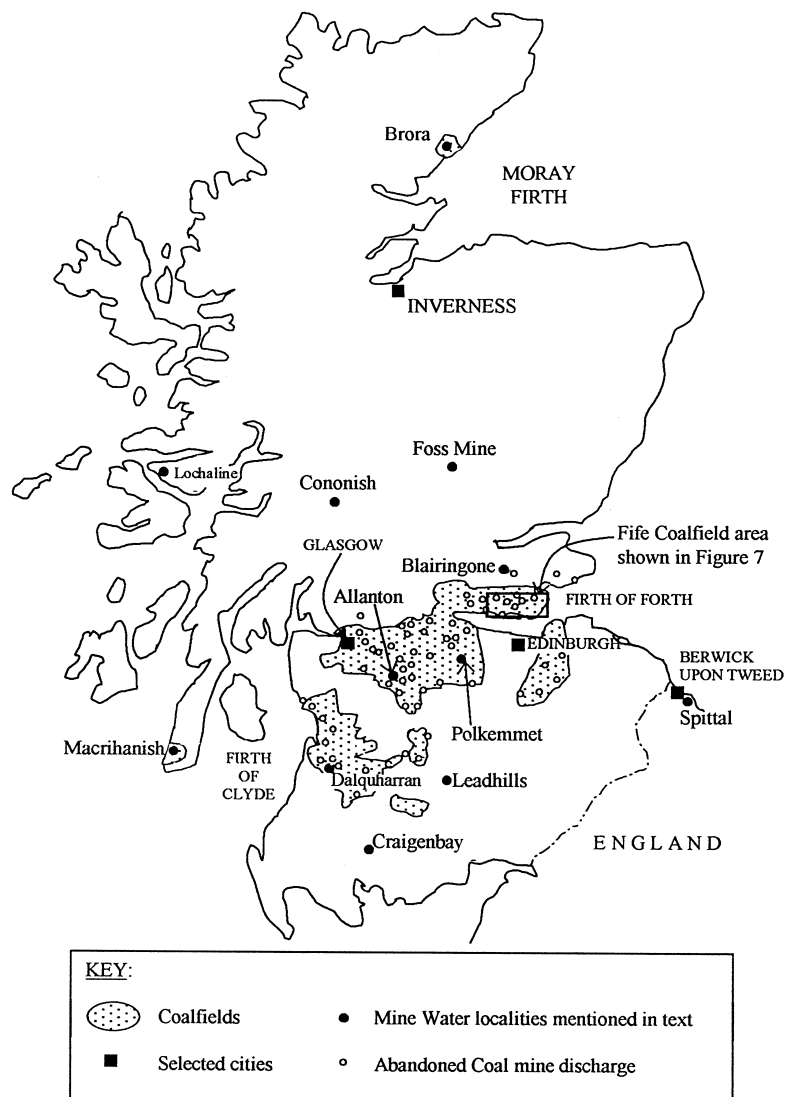 Brora
MORAY
FIRTH
INVERNESS
Foss Mine
Lochaline
Cononish
Fife Coalfield area
shown in Figure 7
GLASGOW
Blairingone
Allanton
FIRTH OF FORTH
EDINBURGH
BERWICK
UPON TWEED
Spittal
Polkemmet
Macrihanish
FIRTH
OF
CLYDE
Dalquharran
Leadhills
Craigenbay
ENGLAND
KEY:
Coalfields
Mine Water localities mentioned in text
Selected cities
Abandoned Coal mine discharge